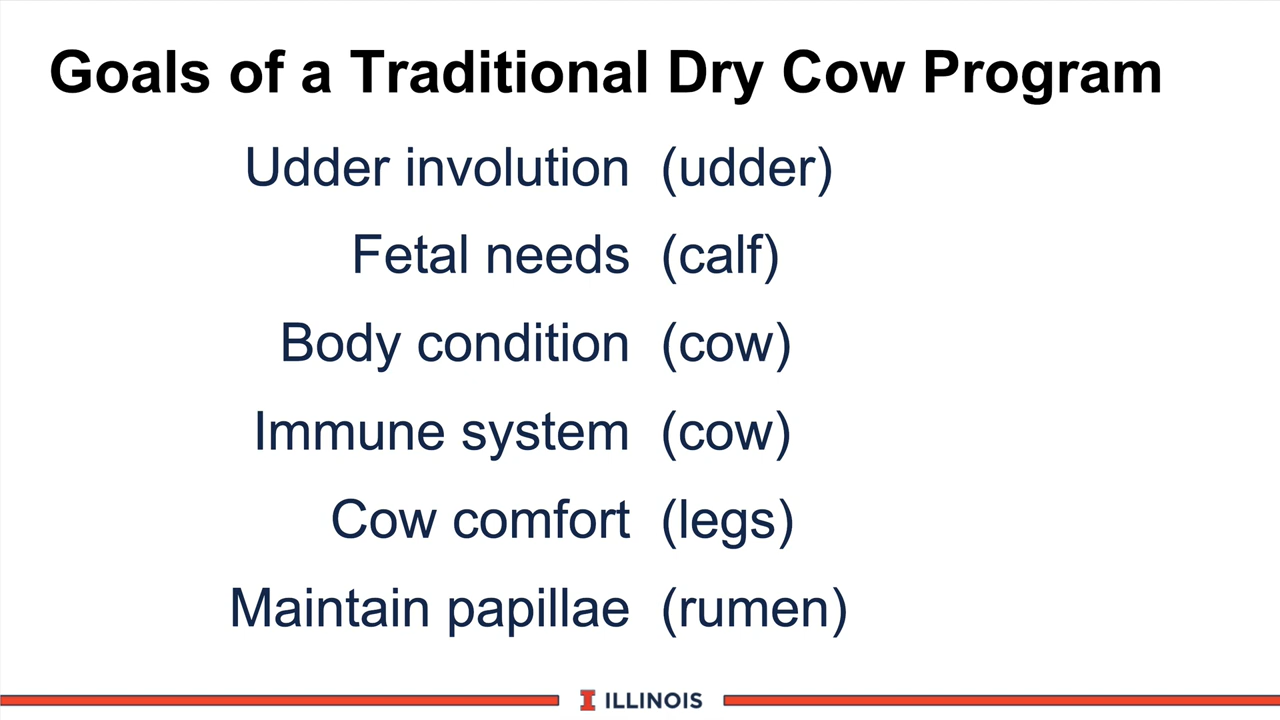 Goals of a Traditional Dry Cow Program
Udder involution (udder)
Fetal needs (calf)
Body condition (cow)
Immune system (cow)
Cow comfort (legs)
Maintain papillae (rumen)
I ILLINOIS